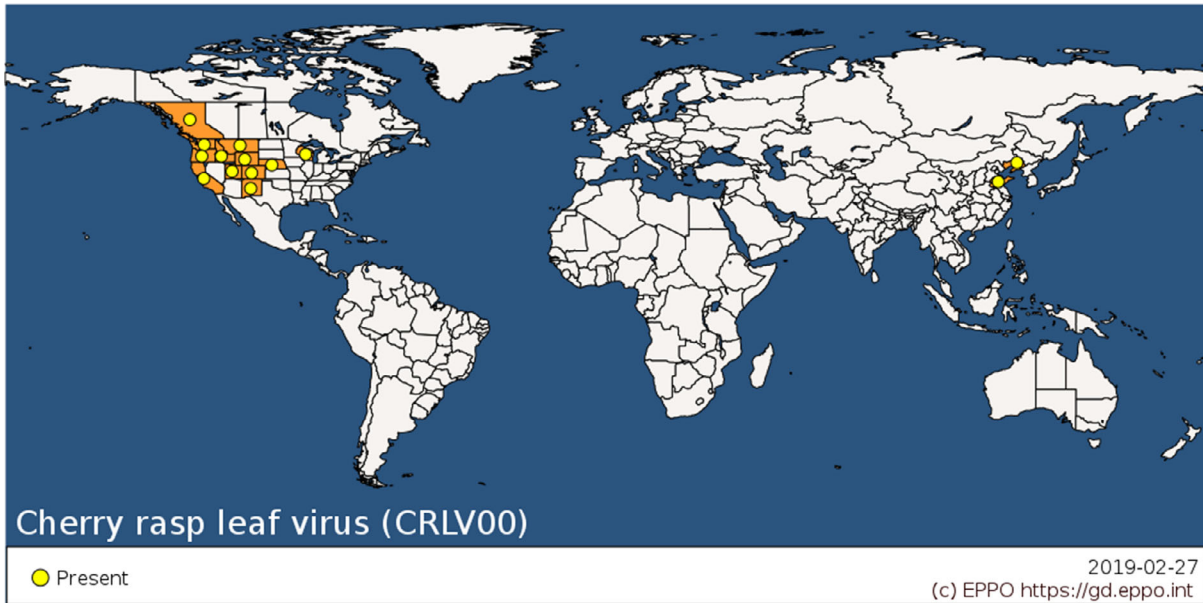 Cherry rasp leaf virus (CRLV00)
Present
2019-02-27
(c) EPPO https://gd.eppo.int